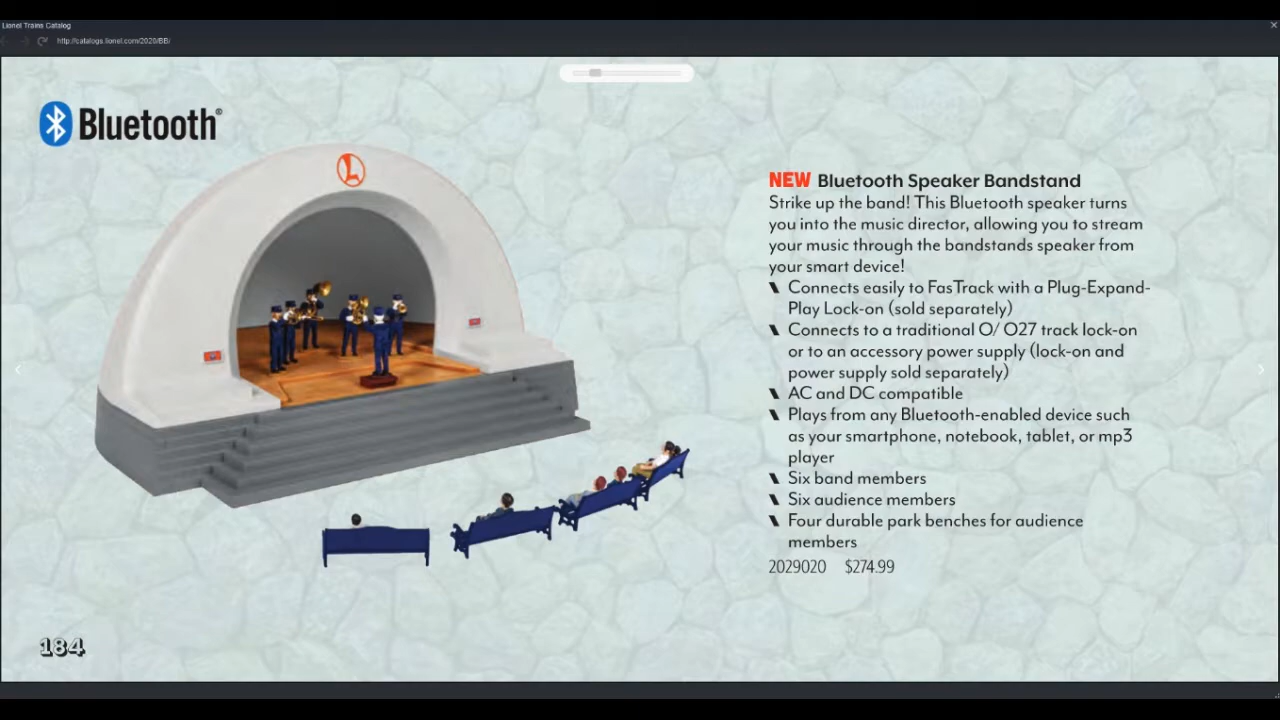 Lionel Trains Catalog
http://catalogs.lionel.com/2020/BB/
Bluetooth®
L
NEW Bluetooth Speaker Bandstand
Strike up the band! This Bluetooth speaker turns
you into the music director, allowing you to stream
your music through the bandstands speaker from
your smart device!
Connects easily to FasTrack with a Plug-Expand-
Play Lock-on (sold separately)
Connects to a traditional O/ O27 track lock-on
or to an accessory power supply (lock-on and
power supply sold separately)
AC and DC compatible
Plays from any Bluetooth-enabled device such
as your smartphone, notebook, tablet, or mp3
player
Six band members
Six audience members
Four durable park benches for audience
members
2029020 $274.99
184